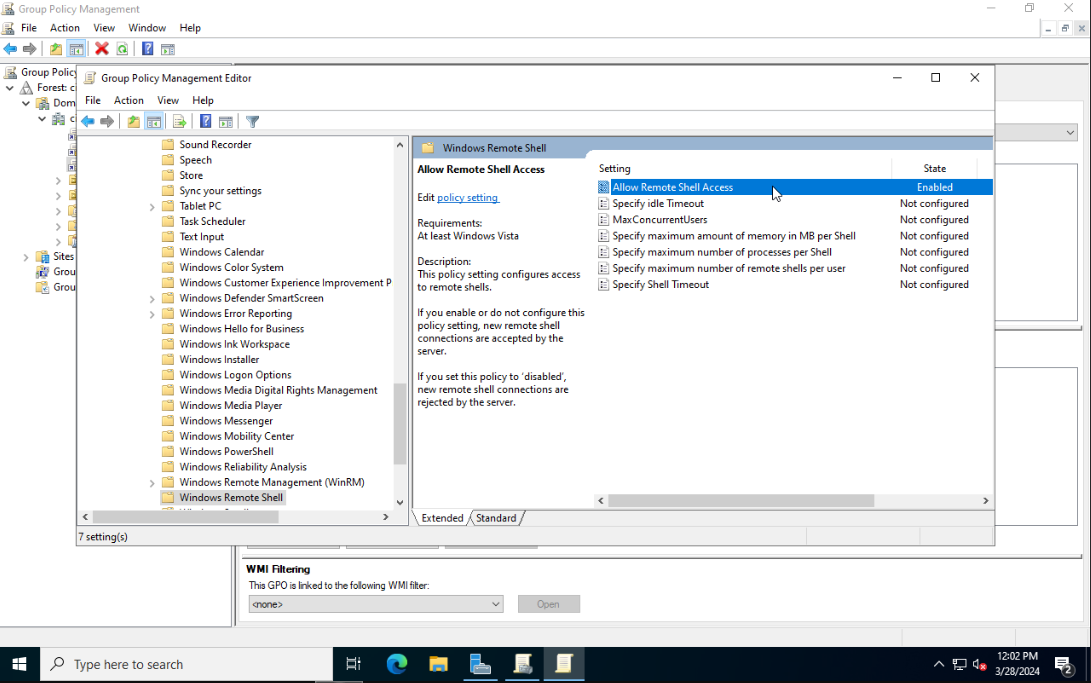 Group Policy Management
File Action View Window Help
Group Policy
Forest: c
Dom
c
Sites
Grou
Grou
Group Policy Management Editor
File Action View Help
Sound Recorder
Speech
Store
Sync your settings
Tablet PC
Task Scheduler
Text Input
Windows Calendar
Windows Color System
Windows Customer Experience Improvement P
Windows Defender SmartScreen
Windows Error Reporting
Windows Hello for Business
Windows Ink Workspace
Windows Installer
Windows Logon Options
Windows Media Digital Rights Management
Windows Media Player
Windows Messenger
Windows Mobility Center
Windows PowerShell
Windows Reliability Analysis
Windows Remote Management (WinRM)
Windows Remote Shell
Windows Remote Shell
Allow Remote Shell Access
Edit policy setting
Requirements:
At least Windows Vista
Description:
This policy setting configures access
to remote shells.
If you enable or do not configure this
policy setting, new remote shell
connections are accepted by the
server.
If you set this policy to 'disabled',
new remote shell connections are
rejected by the server.
Setting State
Allow Remote Shell Access Enabled
Specify idle Timeout Not configured
MaxConcurrentUsers Not configured
Specify maximum amount of memory in MB per Shell Not configured
Specify maximum number of processes per Shell Not configured
Specify maximum number of remote shells per user Not configured
Specify Shell Timeout Not configured
Extended Standard
7 setting(s)
WMI Filtering
This GPO is linked to the following WMI filter:
<none> Open
Type here to search
12:02 PM
3/28/2024
2